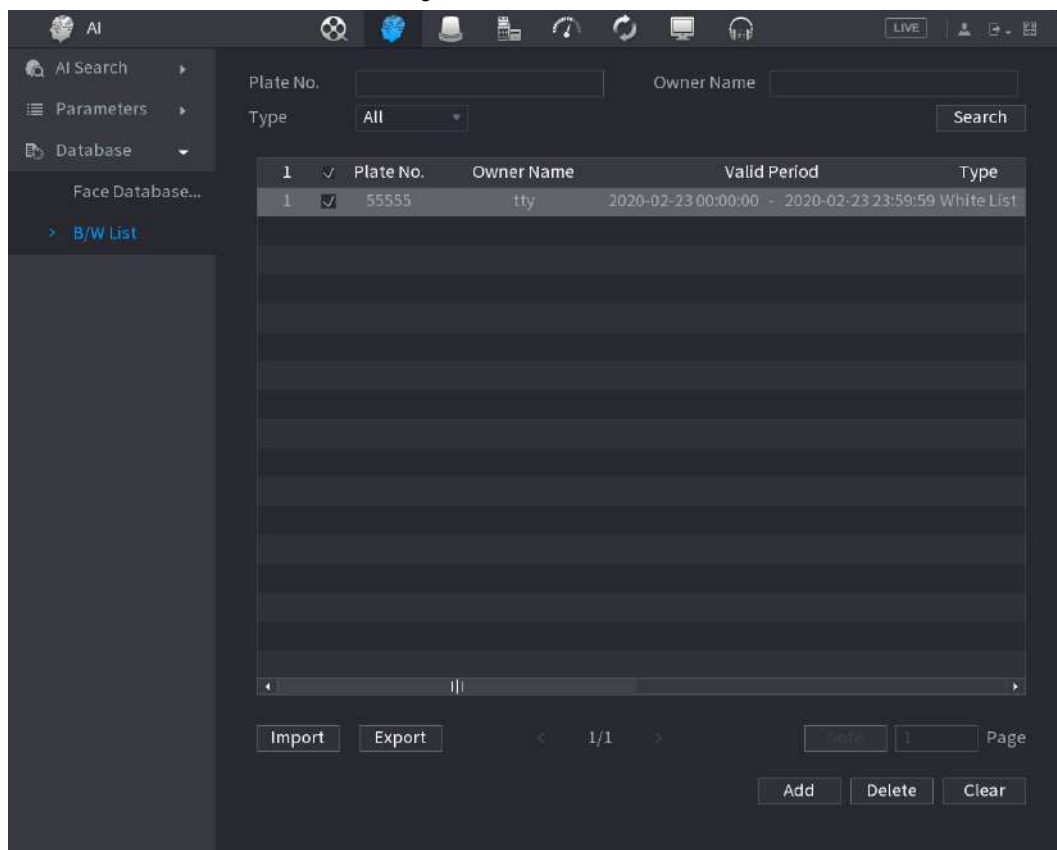 AI
LIVE
AI Search
Parameters
Database
Face Database...
B/W List
Plate No.
Owner Name
Type
All
Search
1 Plate No. Owner Name Valid Period Type
1 55555 tty 2020-02-23 00:00:00 - 2020-02-23 23:59:59 White List
Import
Export
1/1
Goto
1
Page
Add
Delete
Clear